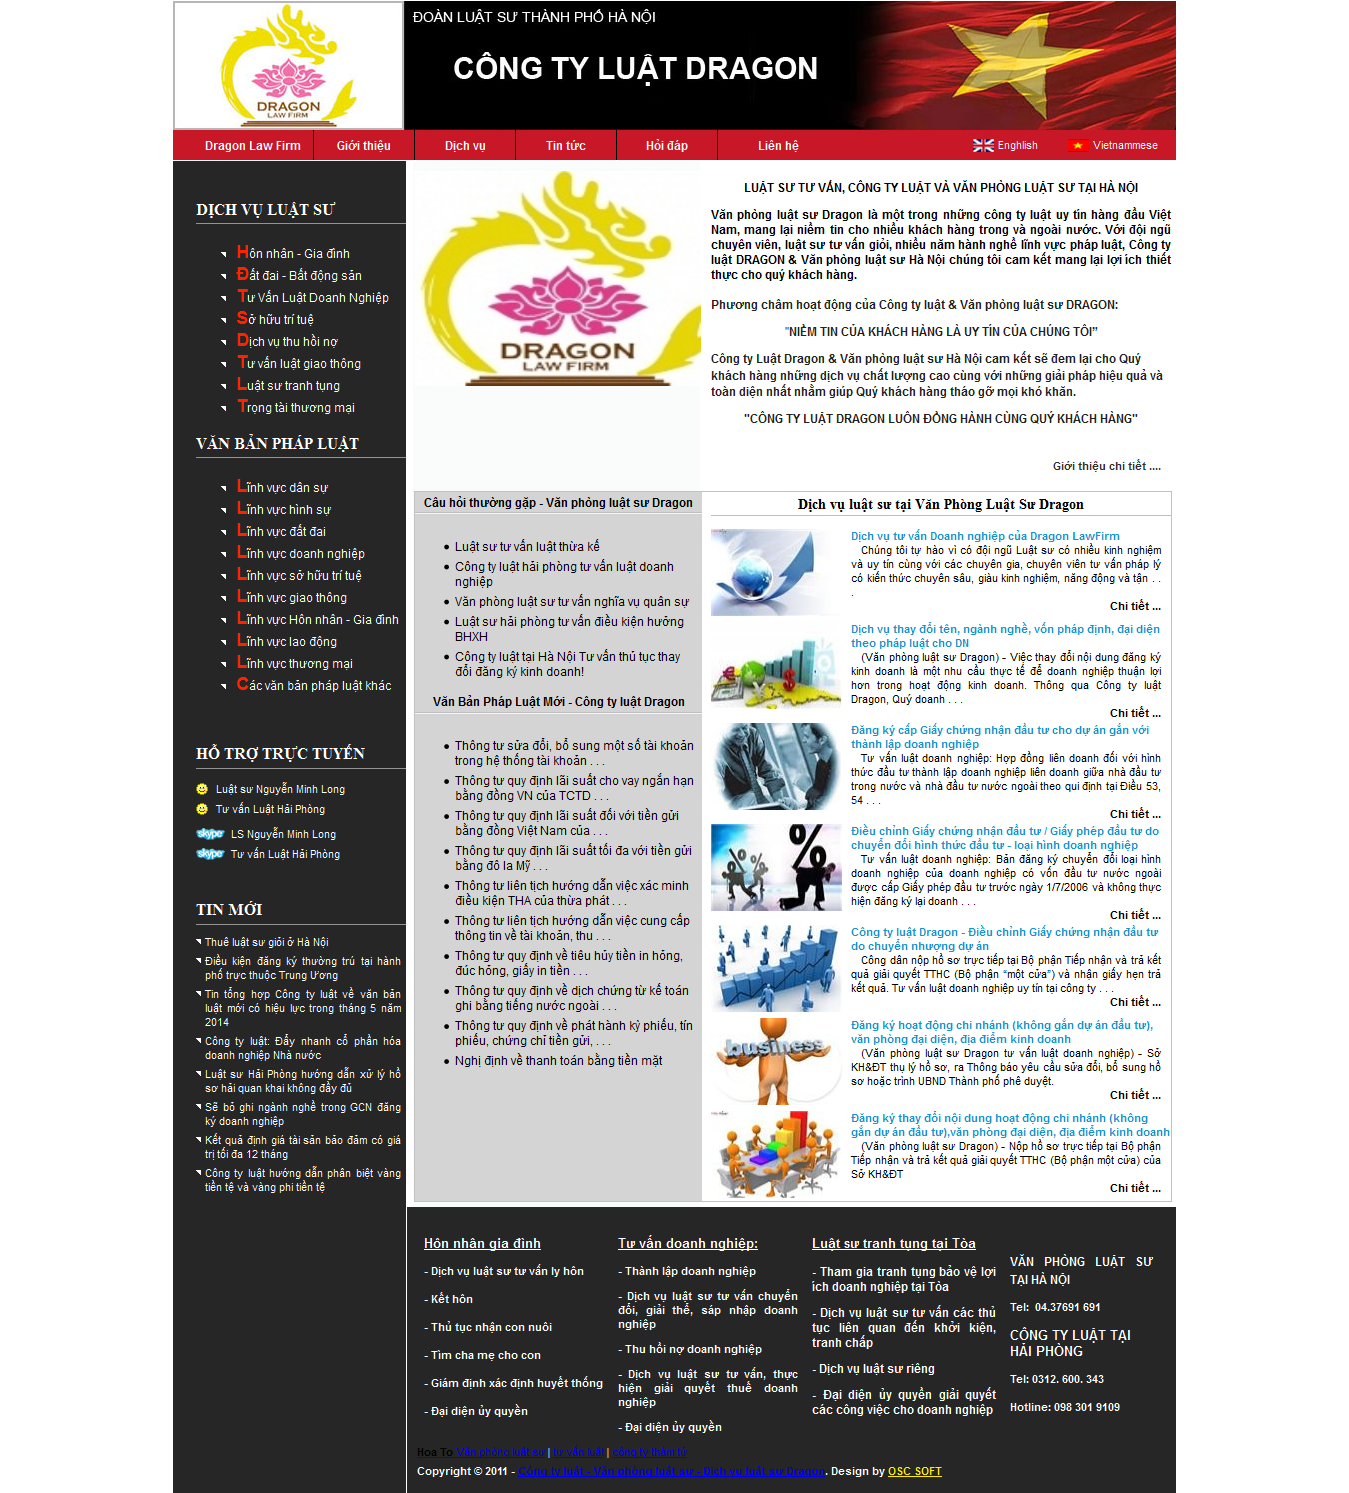 DRAGON
LAW FIRM
ĐOÀN LUẬT SƯ THÀNH PHỐ HÀ NỘI
CÔNG TY LUẬT DRAGON
Dragon Law Firm
Giới thiệu
Dịch vụ
Tin tức
Hỏi đáp
Liên hệ
Enghlish
Vietnammese
DỊCH VỤ LUẬT SƯ
Hôn nhân - Gia đình
Đất đai - Bất động sản
Tư Vấn Luật Doanh Nghiệp
Sở hữu trí tuệ
Dịch vụ thu hồi nợ
Tư vấn luật giao thông
Luật sư tranh tụng
Trọng tài thương mại
VĂN BẢN PHÁP LUẬT
Lĩnh vực dân sự
Lĩnh vực hình sự
Lĩnh vực đất đai
Lĩnh vực doanh nghiệp
Lĩnh vực sở hữu trí tuệ
Lĩnh vực giao thông
Lĩnh vực Hôn nhân - Gia đình
Lĩnh vực lao động
Lĩnh vực thương mại
Các văn bản pháp luật khác
HỖ TRỢ TRỰC TUYẾN
Luật sư Nguyễn Minh Long
Tư vấn Luật Hải Phòng
skype LS Nguyễn Minh Long
skype Tư vấn Luật Hải Phòng
TIN MỚI
Thuê luật sư giỏi ở Hà Nội
Điều kiện đăng ký thường trú tại hành
phố trực thuộc Trung Ương
Tin tổng hợp Công ty luật về văn bản
luật mới có hiệu lực trong tháng 5 năm
2014
Công ty luật: Đẩy nhanh cổ phần hóa
doanh nghiệp Nhà nước
Luật sư Hải Phòng hướng dẫn xử lý hồ
sơ hải quan khai không đầy đủ
Sẽ bỏ ghi ngành nghề trong GCN đăng
ký doanh nghiệp
Kết quả định giá tài sản bảo đảm có giá
trị tối đa 12 tháng
Công ty luật hướng dẫn phân biệt vàng
tiền tệ và vàng phi tiền tệ
DRAGON
LAW FIRM
LUẬT SƯ TƯ VẤN, CÔNG TY LUẬT VÀ VĂN PHÒNG LUẬT SƯ TẠI HÀ NỘI
Văn phòng luật sư Dragon là một trong những công ty luật uy tín hàng đầu Việt
Nam, mang lại niềm tin cho nhiều khách hàng trong và ngoài nước. Với đội ngũ
chuyên viên, luật sư tư vấn giỏi, nhiều năm hành nghề lĩnh vực pháp luật, Công ty
luật DRAGON & Văn phòng luật sư Hà Nội chúng tôi cam kết mang lại lợi ích thiết
thực cho quý khách hàng.
Phương châm hoạt động của Công ty luật & Văn phòng luật sư DRAGON:
"NIỀM TIN CỦA KHÁCH HÀNG LÀ UY TÍN CỦA CHÚNG TÔI”
Công ty Luật Dragon & Văn phòng luật sư Hà Nội cam kết sẽ đem lại cho Quý
khách hàng những dịch vụ chất lượng cao cùng với những giải pháp hiệu quả và
toàn diện nhất nhằm giúp Quý khách hàng tháo gỡ mọi khó khăn.
"CÔNG TY LUẬT DRAGON LUÔN ĐỒNG HÀNH CÙNG QUÝ KHÁCH HÀNG"
Giới thiệu chi tiết ....
Câu hỏi thường gặp - Văn phòng luật sư Dragon
Luật sư tư vấn luật thừa kế
Công ty luật hải phòng tư vấn luật doanh
nghiệp
Văn phòng luật sư tư vấn nghĩa vụ quân sự
Luật sư hải phòng tư vấn điều kiện hưởng
BHXH
Công ty luật tại Hà Nội Tư vấn thủ tục thay
đổi đăng ký kinh doanh!
Văn Bản Pháp Luật Mới - Công ty luật Dragon
Thông tư sửa đổi, bổ sung một số tài khoản
trong hệ thống tài khoản . . .
Thông tư quy định lãi suất cho vay ngắn hạn
bằng đồng VN của TCTD . . .
Thông tư quy định lãi suất đối với tiền gửi
bằng đồng Việt Nam của . . .
Thông tư quy định lãi suất tối đa với tiền gửi
bằng đô la Mỹ . . .
Thông tư liên tịch hướng dẫn việc xác minh
điều kiện THA của thừa phát . . .
Thông tư liên tịch hướng dẫn việc cung cấp
thông tin về tài khoản, thu . . .
Thông tư quy định về tiêu hủy tiền in hỏng,
đúc hỏng, giấy in tiền . . .
Thông tư quy định về dịch chứng từ kế toán
ghi bằng tiếng nước ngoài . . .
Thông tư quy định về phát hành kỳ phiếu, tín
phiếu, chứng chỉ tiền gửi, . . .
Nghị định về thanh toán bằng tiền mặt
Dịch vụ luật sư tại Văn Phòng Luật Sư Dragon
Dịch vụ tư vấn Doanh nghiệp của Dragon LawFirm
Chúng tôi tự hào vì có đội ngũ Luật sư có nhiều kinh nghiệm
và uy tín cùng với các chuyên gia, chuyên viên tư vấn pháp lý
có kiến thức chuyên sâu, giàu kinh nghiệm, năng động và tận . .
.
Chi tiết ...
Dịch vụ thay đổi tên, ngành nghề, vốn pháp định, đại diện
theo pháp luật cho DN
(Văn phòng luật sư Dragon) - Việc thay đổi nội dung đăng ký
kinh doanh là một nhu cầu thực tế để doanh nghiệp thuận lợi
hơn trong hoạt động kinh doanh. Thông qua Công ty luật
Dragon, Quý doanh . . .
Chi tiết ...
Đăng ký cấp Giấy chứng nhận đầu tư cho dự án gắn với
thành lập doanh nghiệp
Tư vấn luật doanh nghiệp: Hợp đồng liên doanh đối với hình
thức đầu tư thành lập doanh nghiệp liên doanh giữa nhà đầu tư
trong nước và nhà đầu tư nước ngoài theo qui định tại Điều 53,
54 . . .
Chi tiết ...
Điều chỉnh Giấy chứng nhận đầu tư / Giấy phép đầu tư do
chuyển đổi hình thức đầu tư - loại hình doanh nghiệp
Tư vấn luật doanh nghiệp: Bản đăng ký chuyển đổi loại hình
doanh nghiệp của doanh nghiệp có vốn đầu tư nước ngoài
được cấp Giấy phép đầu tư trước ngày 1/7/2006 và không thực
hiện đăng ký lại doanh . . .
Chi tiết ...
Công ty luật Dragon - Điều chỉnh Giấy chứng nhận đầu tư
do chuyển nhượng dự án
Công dân nộp hồ sơ trực tiếp tại Bộ phận Tiếp nhận và trả kết
quả giải quyết TTHC (Bộ phận “một cửa”) và nhận giấy hẹn trả
kết quả. Tư vấn luật doanh nghiệp uy tín tại công ty . . .
Chi tiết ...
business
Đăng ký hoạt động chi nhánh (không gắn dự án đầu tư),
văn phòng đại diện, địa điểm kinh doanh
(Văn phòng luật sư Dragon tư vấn luật doanh nghiệp) - Sở
KH&ĐT thụ lý hồ sơ, ra Thông báo yêu cầu sửa đổi, bổ sung hồ
sơ hoặc trình UBND Thành phố phê duyệt.
Chi tiết ...
Đăng ký thay đổi nội dung hoạt động chi nhánh (không
gắn dự án đầu tư),văn phòng đại diện, địa điểm kinh doanh
(Văn phòng luật sư Dragon) - Nộp hồ sơ trực tiếp tại Bộ phận
Tiếp nhận và trả kết quả giải quyết TTHC (Bộ phận một cửa) của
Sở KH&ĐT
Chi tiết ...
Hôn nhân gia đình
- Dịch vụ luật sư tư vấn ly hôn
- Kết hôn
- Thủ tục nhận con nuôi
- Tìm cha mẹ cho con
- Giám định xác định huyết thống
- Đại diện ủy quyền
Tư vấn doanh nghiệp:
- Thành lập doanh nghiệp
- Dịch vụ luật sư tư vấn chuyển
đổi, giải thể, sáp nhập doanh
nghiệp
- Thu hồi nợ doanh nghiệp
- Dịch vụ luật sư tư vấn, thực
hiện giải quyết thuế doanh
nghiệp
- Đại diện ủy quyền
Luật sư tranh tụng tại Tòa
- Tham gia tranh tụng bảo vệ lợi
ích doanh nghiệp tại Tòa
- Dịch vụ luật sư tư vấn các thủ
tục liên quan đến khởi kiện,
tranh chấp
- Dịch vụ luật sư riêng
- Đại diện ủy quyền giải quyết
các công việc cho doanh nghiệp
VĂN PHÒNG LUẬT SƯ
TẠI HÀ NỘI
Tel: 04.37691 691
CÔNG TY LUẬT TẠI
HẢI PHÒNG
Tel: 0312. 600. 343
Hotline: 098 301 9109
Hoa To Văn phòng luật sư | tư vấn luật | công ty thám tử
Copyright © 2011 - Công ty luật - Văn phòng luật sư - Dịch vụ luật sư Dragon. Design by OSC SOFT